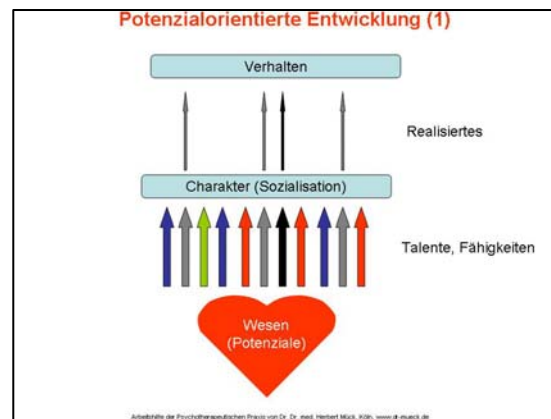 Potenzialorientierte Entwicklung (1)
Verhalten
Realisiertes
Charakter (Sozialisation)
Talente, Fähigkeiten
Wesen
(Potenziale)
Arbeitshilfe der Psychotherapeutischen Praxis von Dr. Dr. med. Herbert Mück, Köln, www.dr-mueck.de